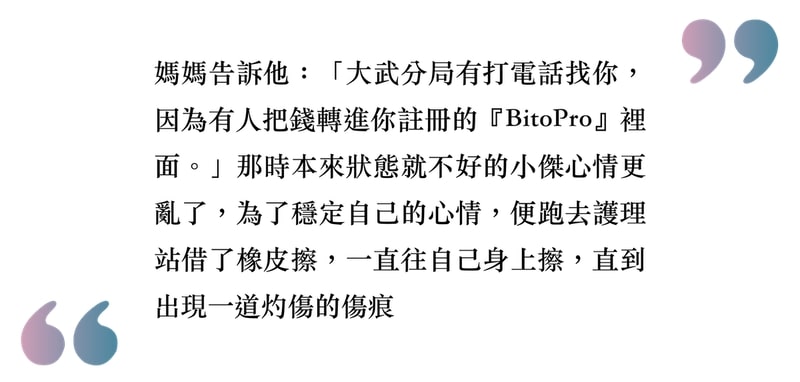 媽媽告訴他：「大武分局有打電話找你，
因為有人把錢轉進你註冊的『BitoPro』裡
面。」那時本來狀態就不好的小傑心情更
亂了，為了穩定自己的心情，便跑去護理
站借了橡皮擦，一直往自己身上擦，直到
出現一道灼傷的傷痕